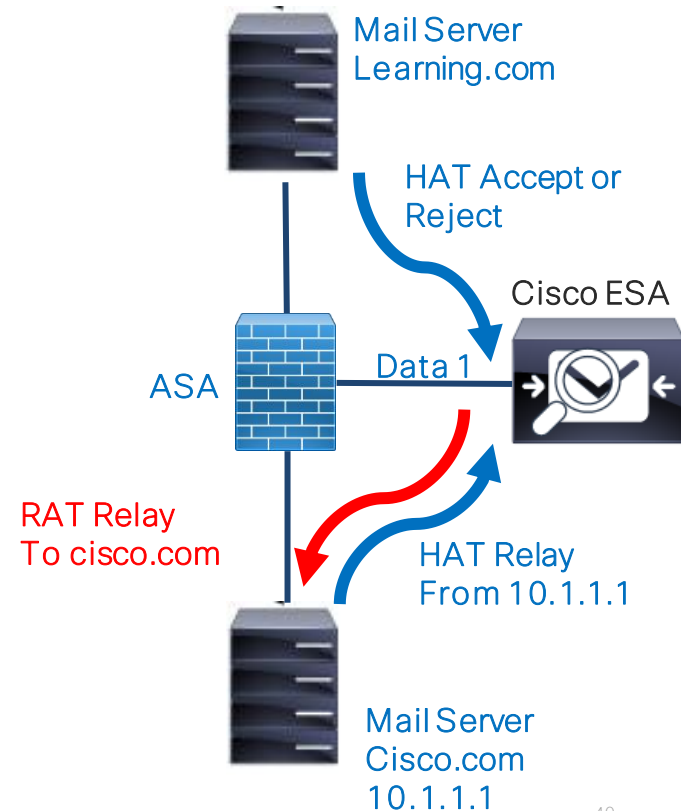 Mail Server
Learning.com
HAT Accept or
Reject
Cisco ESA
Data 1
ASA
RAT Relay
To cisco.com
HAT Relay
From 10.1.1.1
Mail Server
Cisco.com
10.1.1.1